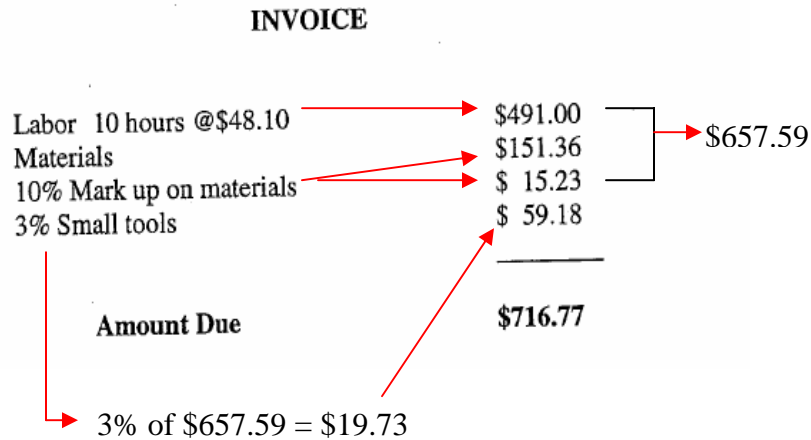 INVOICE
Labor 10 hours @$48.10 $491.00
$657.59
Materials $151.36
10% Mark up on materials $ 15.23
3% Small tools $ 59.18
Amount Due $716.77
3% of $657.59 = $19.73